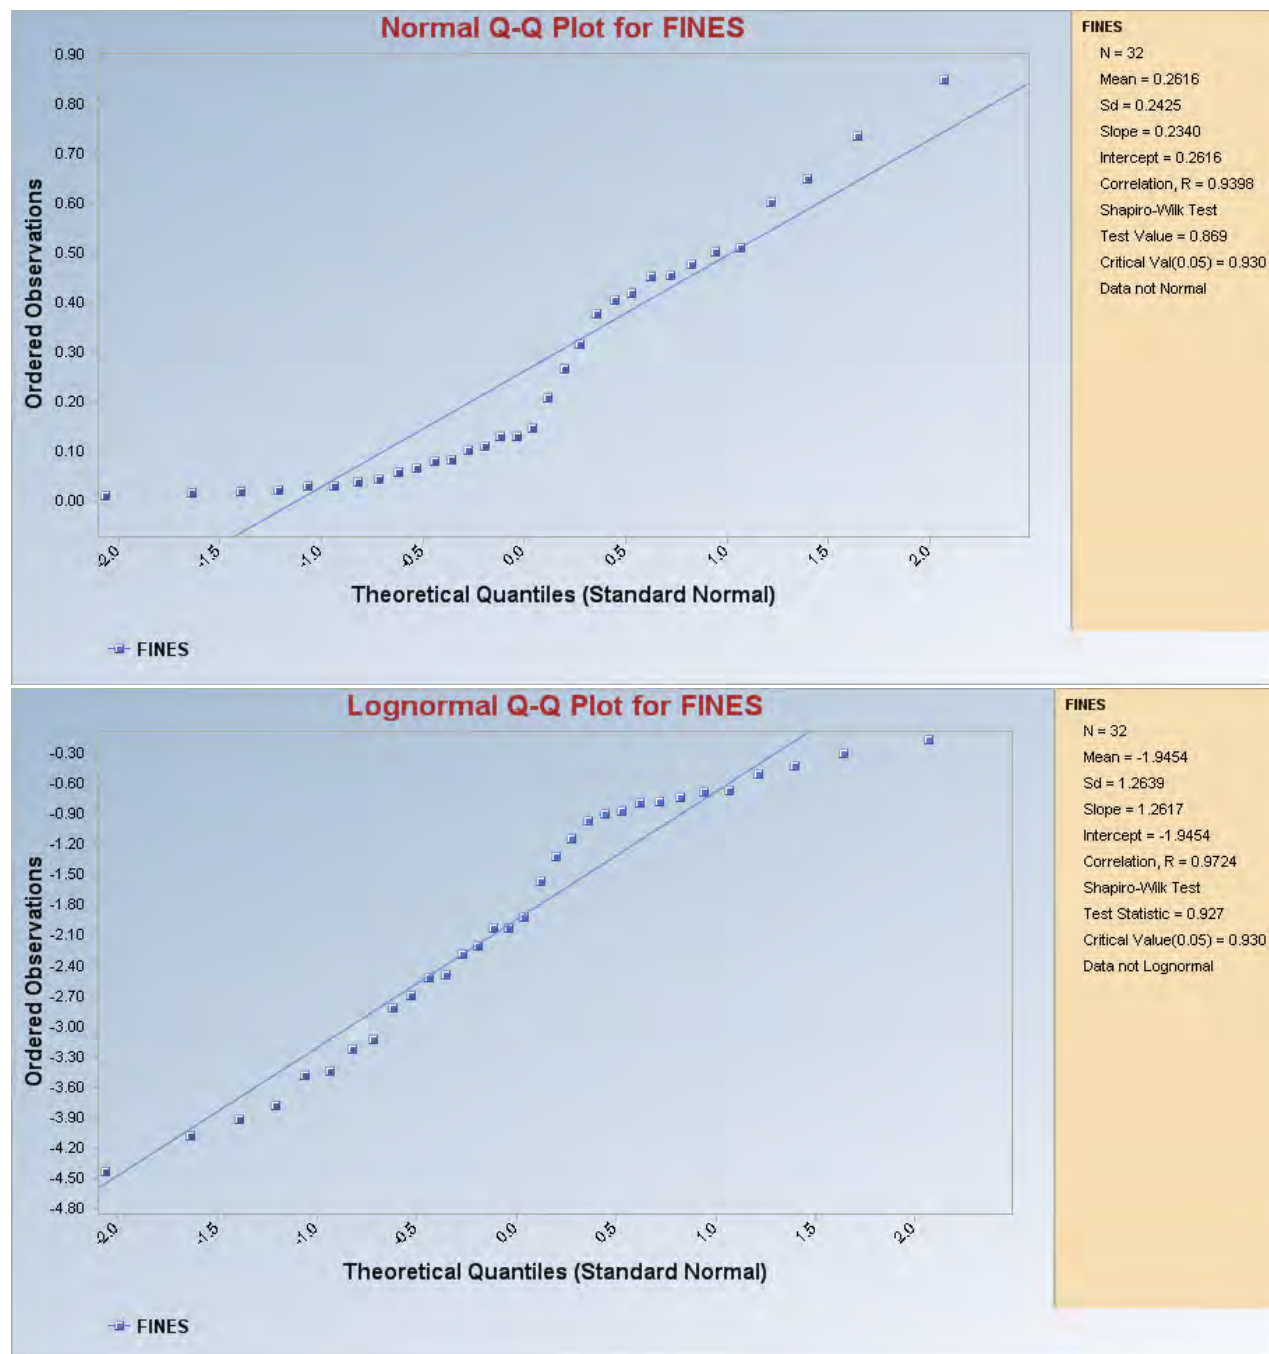 Normal Q-Q Plot for FINES
0.90
0.80
0.70
0.60
0.50
0.40
0.30
0.20
0.10
0.00
Ordered Observations
-2.0 -1.5 -1.0 -0.5 0.0 0.5 1.0 1.5 2.0
Theoretical Quantiles (Standard Normal)
FINES
FINES
N = 32
Mean = 0.2616
Sd = 0.2425
Slope = 0.2340
Intercept = 0.2616
Correlation, R = 0.9398
Shapiro-Wilk Test
Test Value = 0.869
Critical Val(0.05) = 0.930
Data not Normal
Lognormal Q-Q Plot for FINES
-0.30
-0.60
-0.90
-1.20
-1.50
-1.80
-2.10
-2.40
-2.70
-3.00
-3.30
-3.60
-3.90
-4.20
-4.50
-4.80
Ordered Observations
-2.0 -1.5 -1.0 -0.5 0.0 0.5 1.0 1.5 2.0
Theoretical Quantiles (Standard Normal)
FINES
FINES
N = 32
Mean = -1.9454
Sd = 1.2639
Slope = 1.2617
Intercept = -1.9454
Correlation, R = 0.9724
Shapiro-Wilk Test
Test Statistic = 0.927
Critical Value(0.05) = 0.930
Data not Lognormal